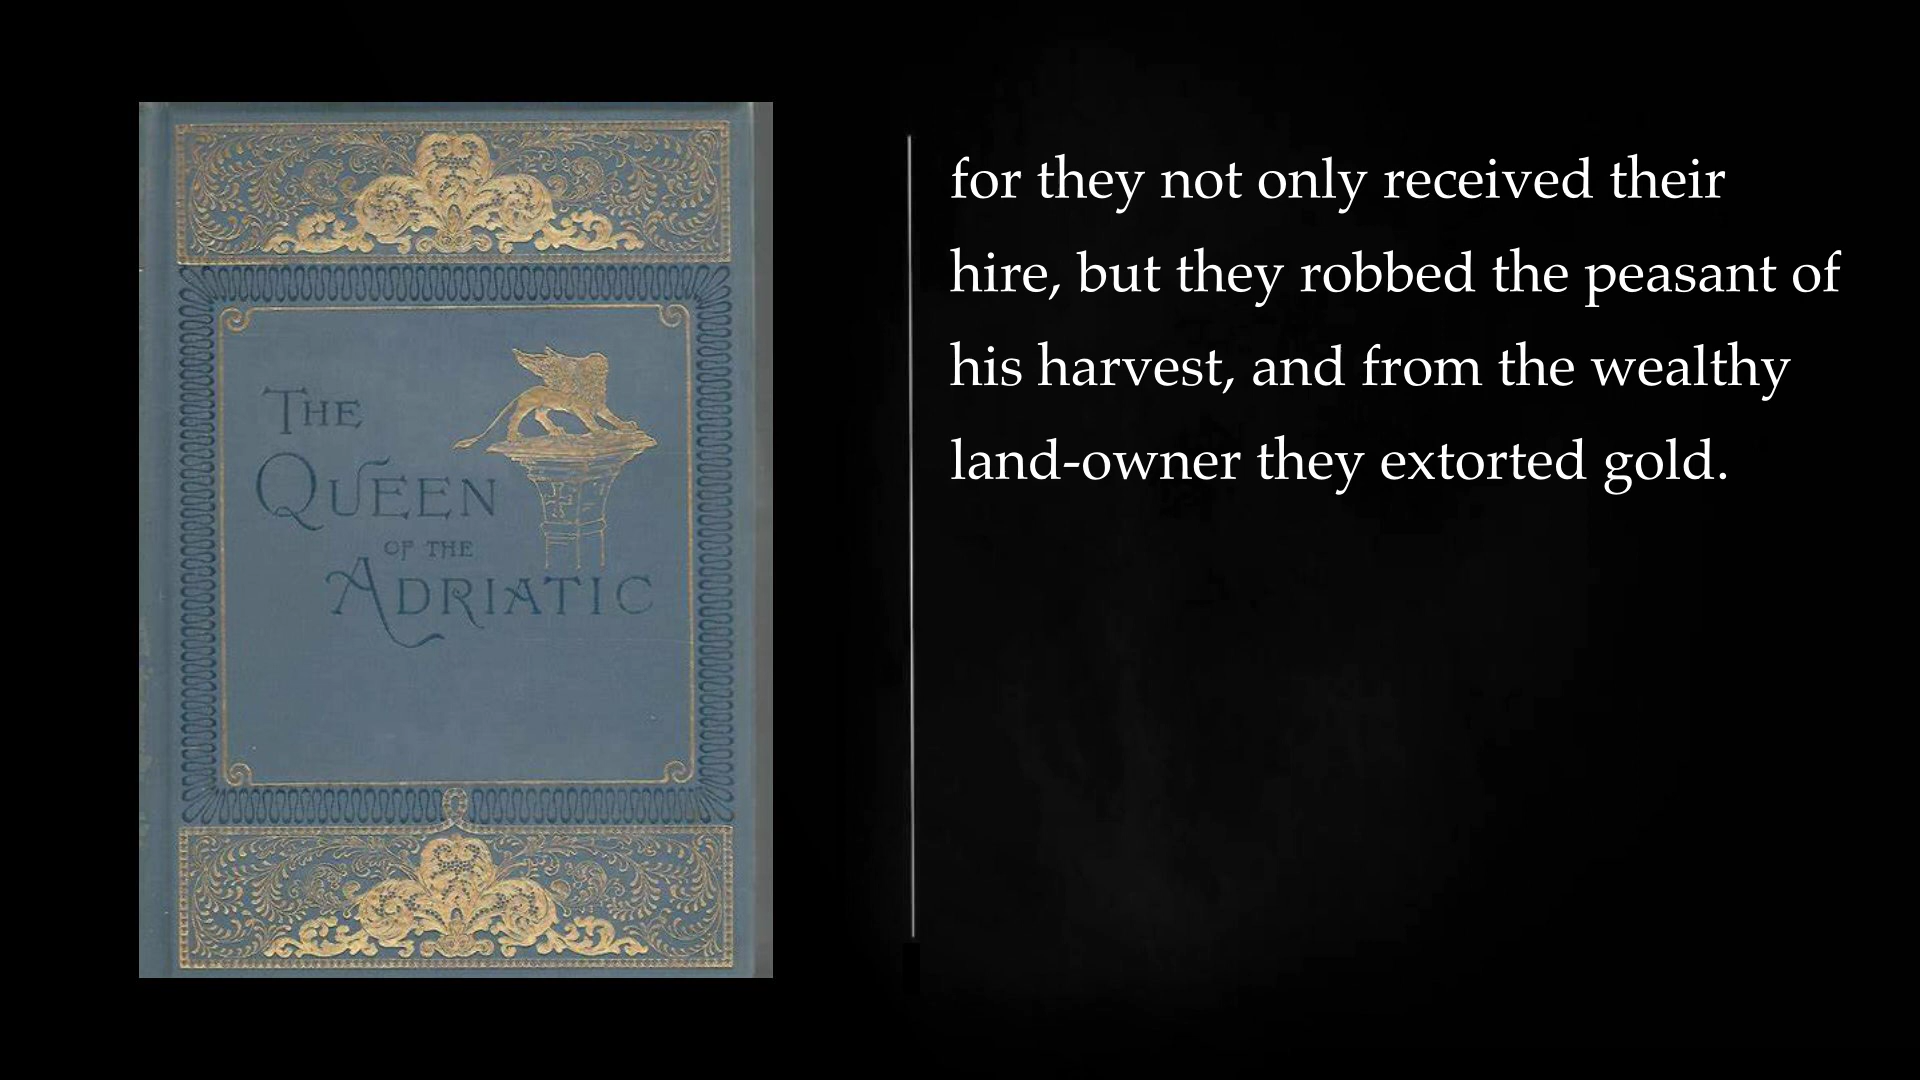 THE
QUEEN
OF THE
ADRIATIC
for they not only received their
hire, but they robbed the peasant of
his harvest, and from the wealthy
land-owner they extorted gold.